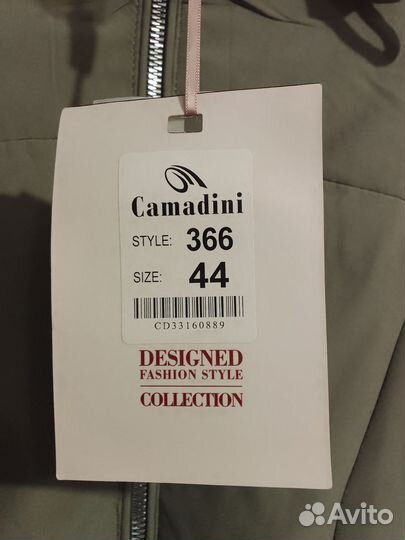 Camadini
STYLE: 366
SIZE: 44
CD33160889
DESIGNED
FASHION STYLE
COLLECTION
Avito